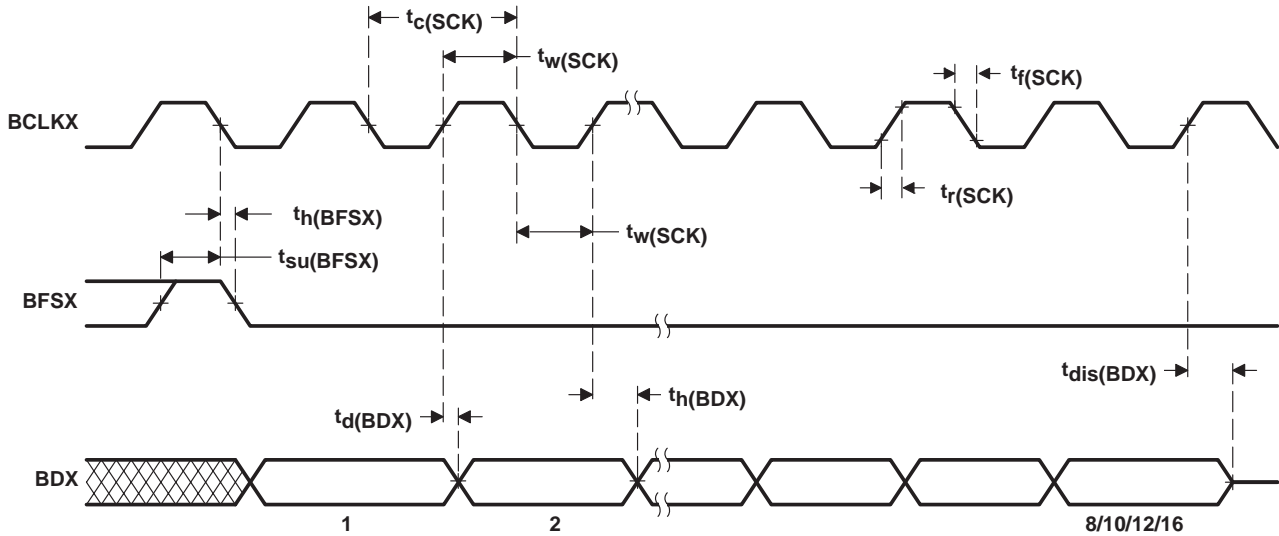 tc(SCK)
tw(SCK)
tf(SCK)
BCLKX
tr(SCK)
th(BFSX)
tw(SCK)
tsu(BFSX)
BFSX
tdis(BDX)
th(BDX)
td(BDX)
BDX
1 2 8/10/12/16